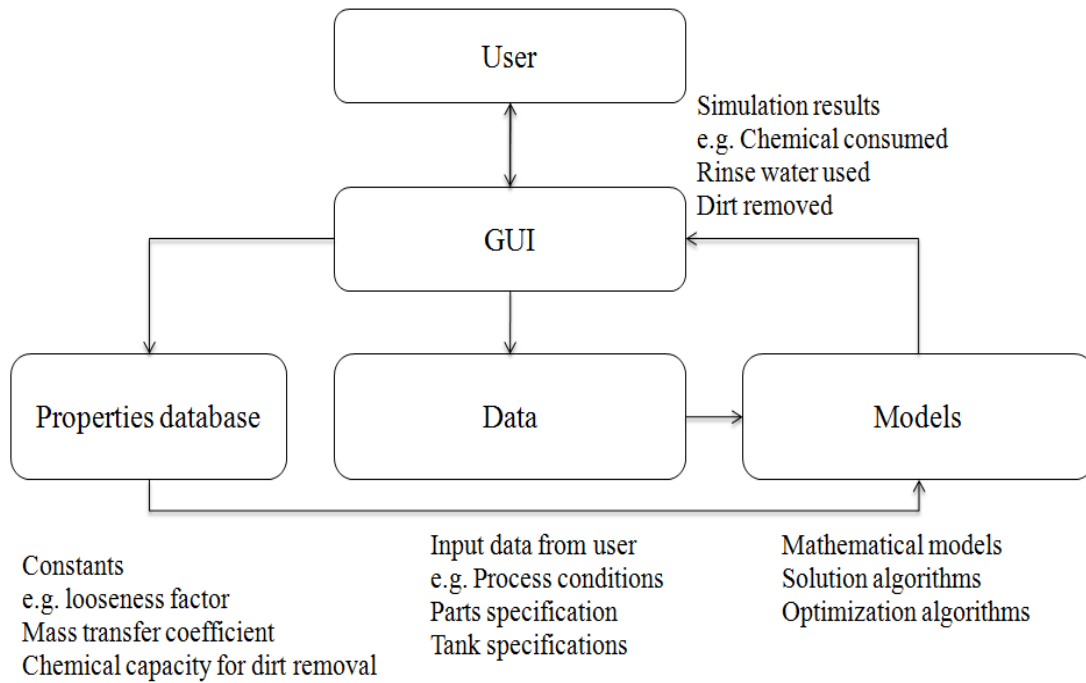 User
Simulation results
e.g. Chemical consumed
Rinse water used
Dirt removed
GUI
Properties database
Data
Models
Constants
e.g. looseness factor
Mass transfer coefficient
Chemical capacity for dirt removal
Input data from user
e.g. Process conditions
Parts specification
Tank specifications
Mathematical models
Solution algorithms
Optimization algorithms